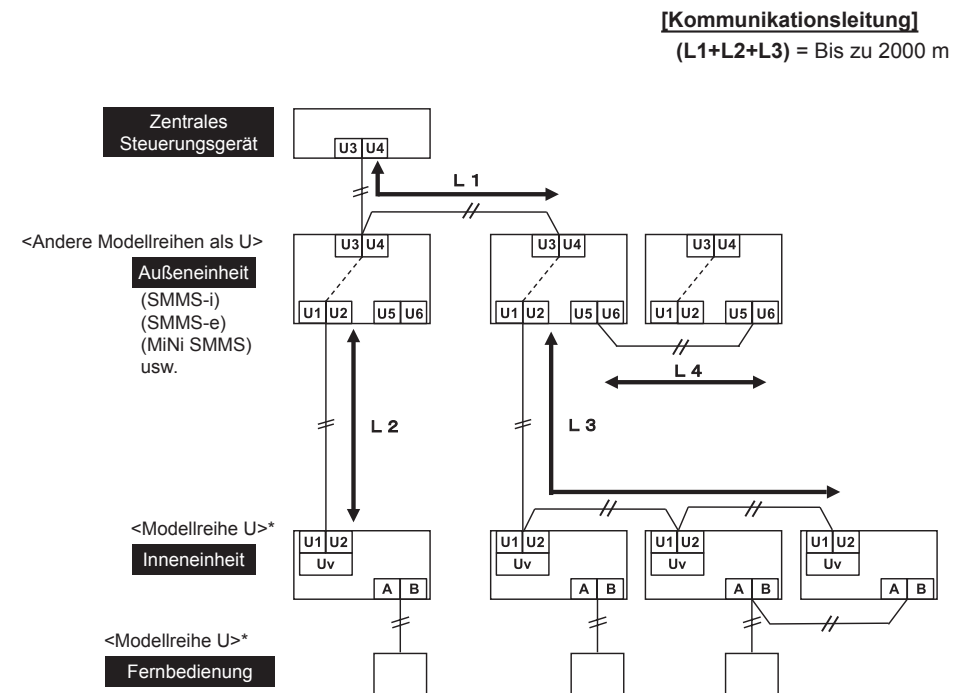 [Kommunikationsleitung]
(L1+L2+L3) = Bis zu 2000 m
Zentrales
Steuerungsgerät
U3 U4
L 1
<Andere Modellreihen als U>
U3 U4 U3 U4 U3 U4
Außeneinheit
(SMMS-i)
U1 U2 U5 U6 U1 U2 U5 U6 U1 U2 U5 U6
(SMMS-e)
(MiNi SMMS)
usw.
L 4
L 2 L 3
<Modellreihe U>*
U1 U2 U1 U2 U1 U2 U1 U2
Inneneinheit
Uv Uv Uv Uv
A B A B A B A B
<Modellreihe U>*
Fernbedienung